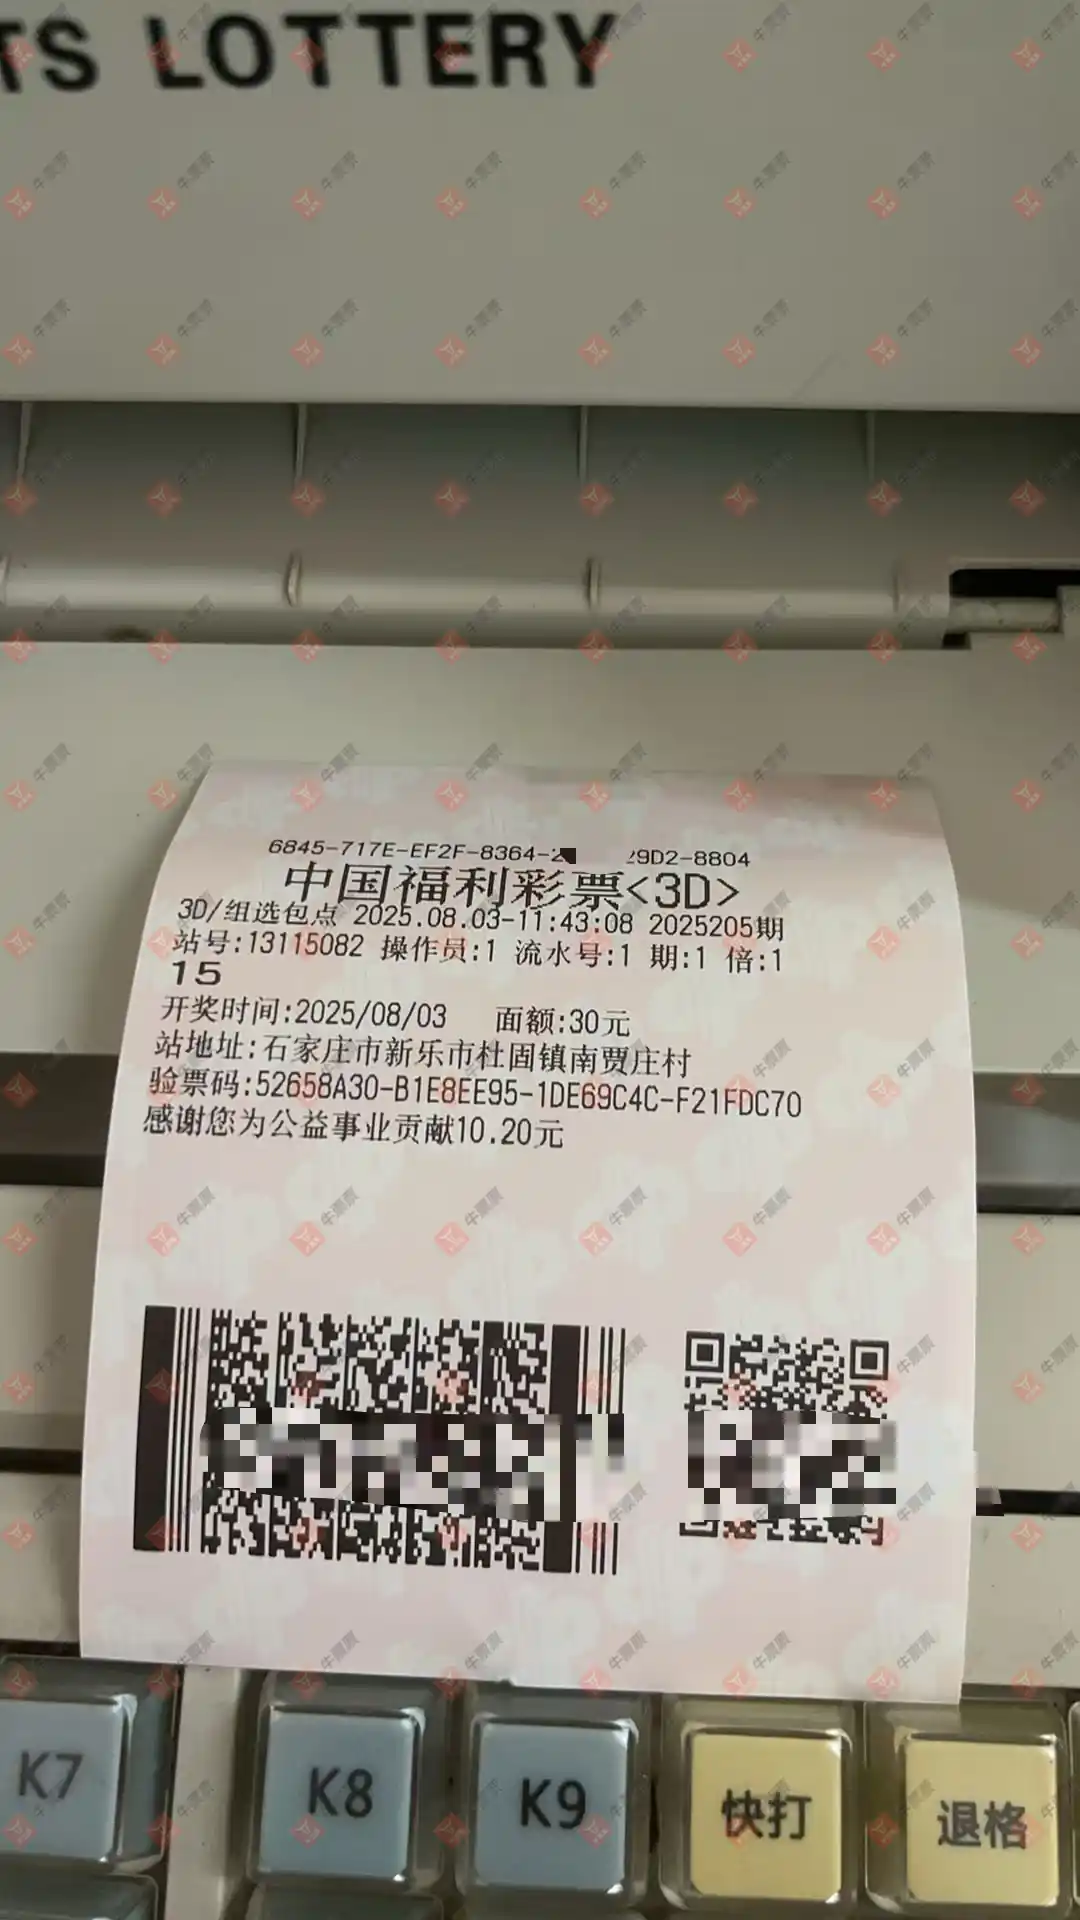 TS LOTTERY
6845-717E-EF2F-8364-2 29D2-8804
中国福利彩票<3D>
3D/组选包点 2025.08.03-11:43:08 2025205期
站号:13115082 操作员:1 流水号:1 期:1 倍:1
15
开奖时间:2025/08/03 面额:30元
站地址:石家庄市新乐市杜固镇南贾庄村
验票码:52658A30-B1E8EE95-1DE69C4C-F21FDC70
感谢您为公益事业贡献10.20元
K7 K8 K9 快打 退格
牛票票